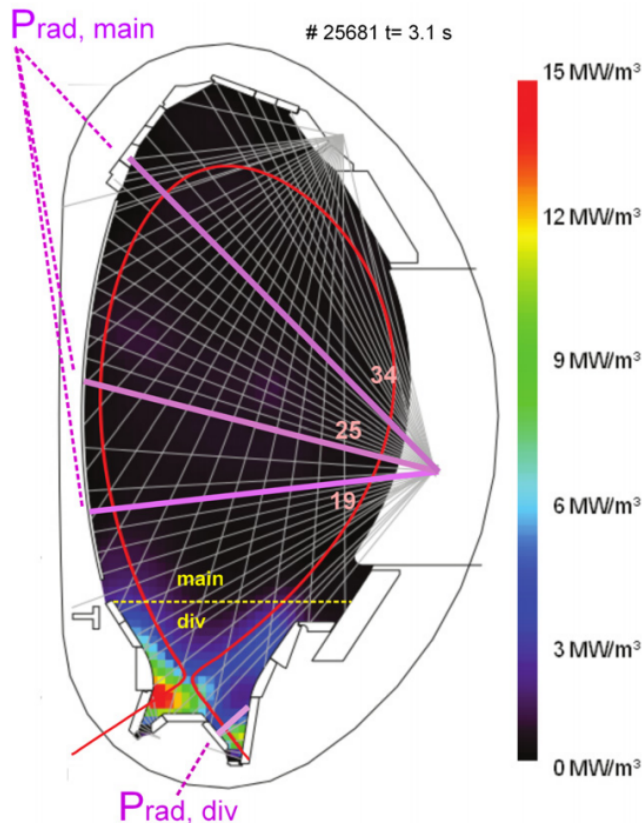 Prad, main
# 25681 t= 3.1 s
15 MW/m³
12 MW/m³
9 MW/m³
6 MW/m³
3 MW/m³
0 MW/m³
34
25
19
main
div
Prad, div